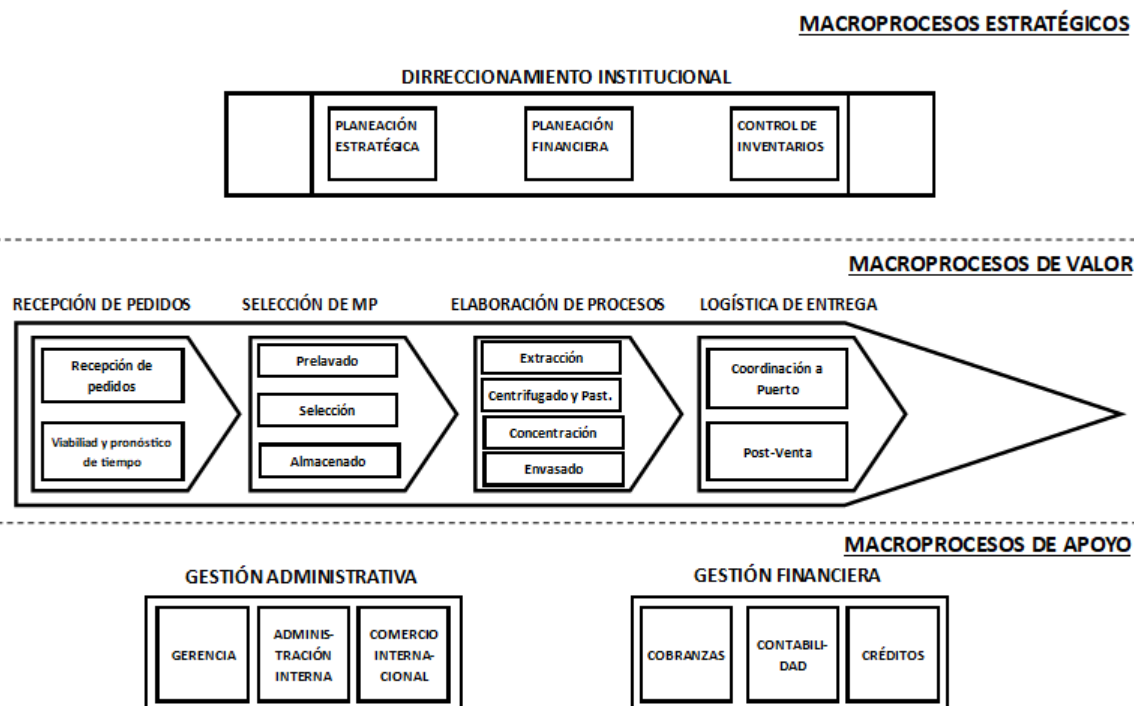 MACROPROCESOS ESTRATÉGICOS
DIRRECCIONAMIENTO INSTITUCIONAL
PLANEACIÓN
ESTRATÉGICA
PLANEACIÓN
FINANCIERA
CONTROL DE
INVENTARIOS
MACROPROCESOS DE VALOR
RECEPCIÓN DE PEDIDOS
Recepción de
pedidos
Viabiliad y pronóstico
de tiempo
SELECCIÓN DE MP
Prelavado
Selección
Almacenado
ELABORACIÓN DE PROCESOS
Extracción
Centrifugado y Past.
Concentración
Envasado
LOGÍSTICA DE ENTREGA
Coordinación a
Puerto
Post-Venta
MACROPROCESOS DE APOYO
GESTIÓN ADMINISTRATIVA
GERENCIA
ADMINIS-
TRACIÓN
INTERNA
COMERCIO
INTERNA-
CIONAL
GESTIÓN FINANCIERA
COBRANZAS
CONTABILI-
DAD
CRÉDITOS